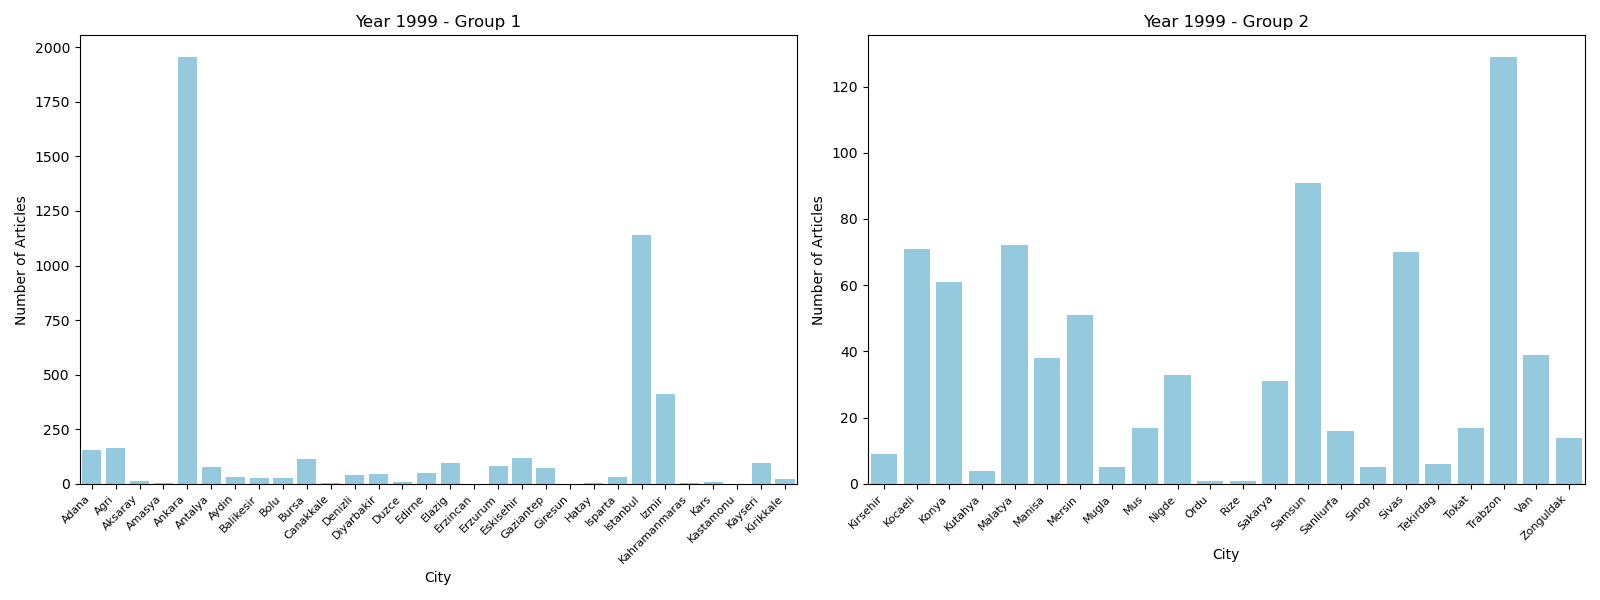 Year 1999 - Group 1
Number of Articles
2000
1750
1500
1250
1000
750
500
250
0
Adana
Agri
Aksaray
Amasya
Ankara
Antalya
Aydin
Balikesir
Bolu
Bursa
Canakkale
Denizli
Diyarbakir
Duzce
Edirne
Elazig
Erzincan
Erzurum
Eskisehir
Gaziantep
Giresun
Hatay
Isparta
Istanbul
Izmir
Kahramanmaras
Kars
Kastamonu
Kayseri
Kirikkale
City
Year 1999 - Group 2
Number of Articles
120
100
80
60
40
20
0
Kirsehir
Kocaeli
Konya
Kutahya
Malatya
Manisa
Mersin
Mugla
Mus
Nigde
Ordu
Rize
Sakarya
Samsun
Sanliurfa
Sinop
Sivas
Tekirdag
Tokat
Trabzon
Van
Zonguldak
City